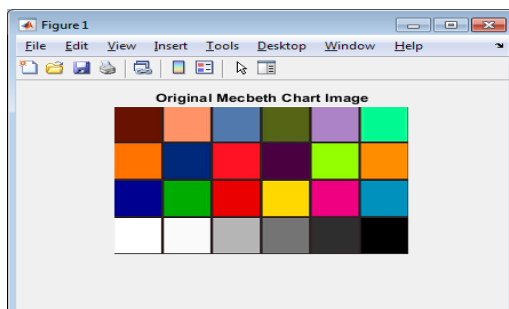 Figure 1
File Edit View Insert Tools Desktop Window Help
Original Mecbeth Chart Image